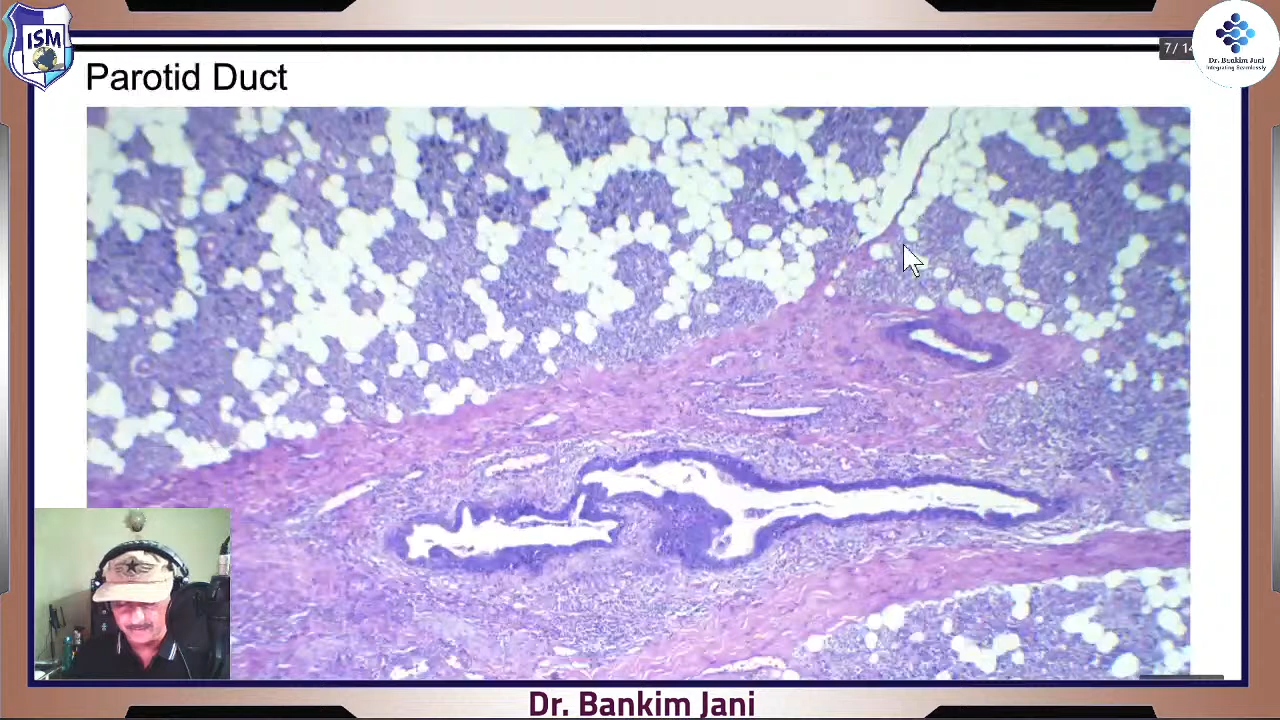 ISM
7 / 14
Dr. Bankim Jani
Integrating Seamlessly
Parotid Duct
Dr. Bankim Jani